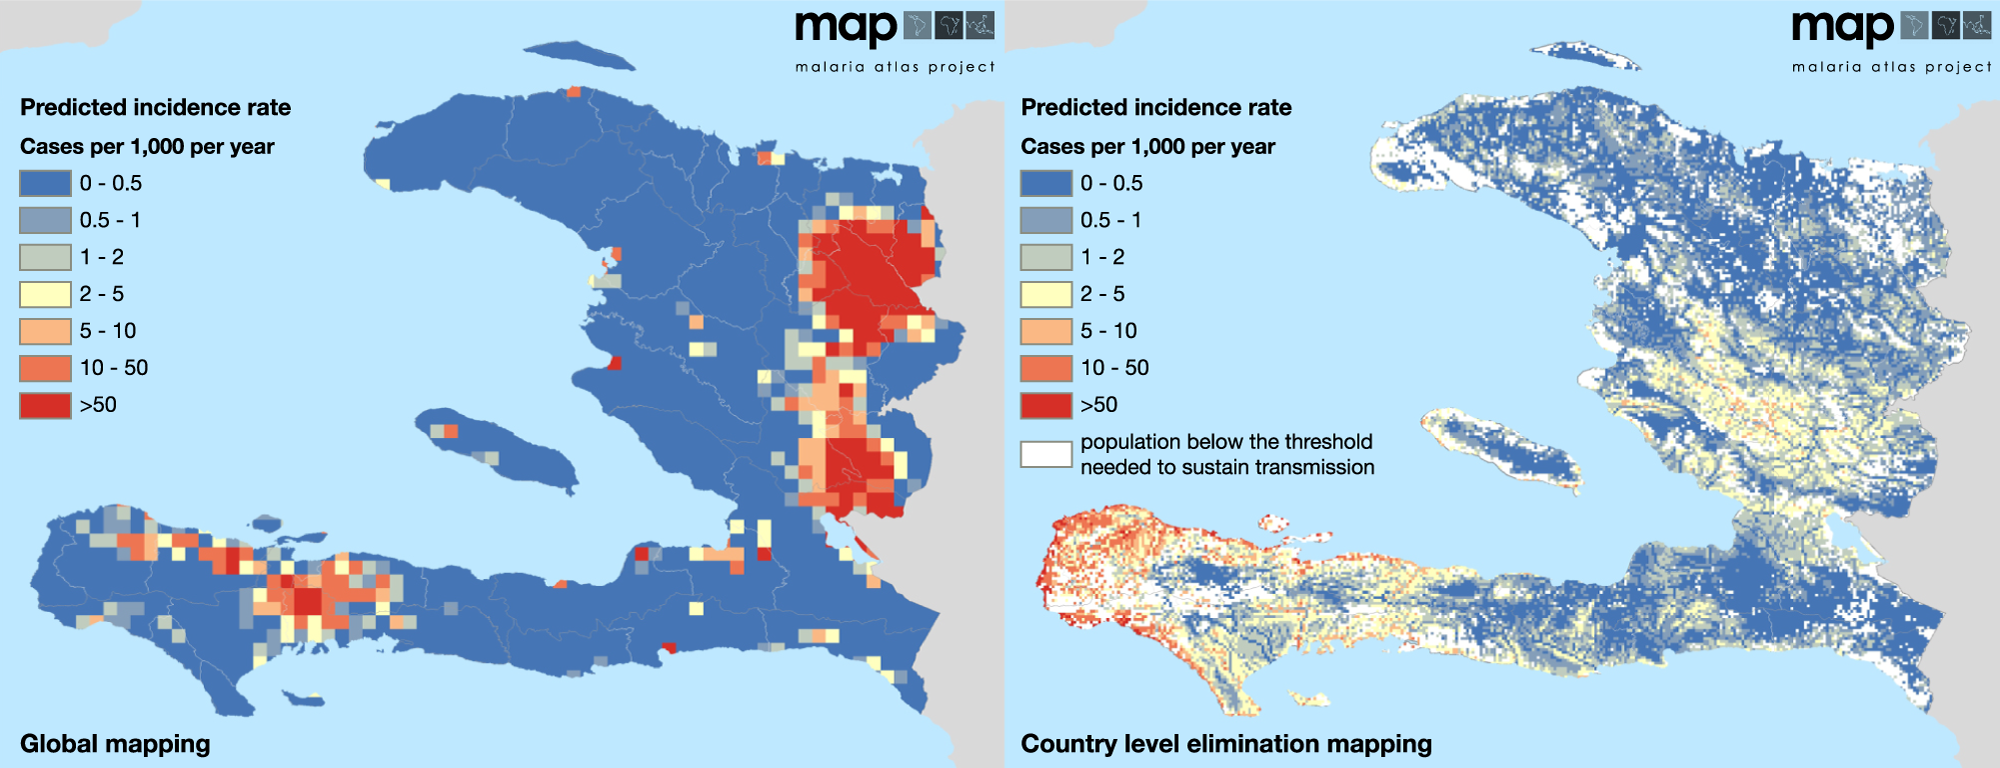 map
malaria atlas project
Predicted incidence rate
Cases per 1,000 per year
0 - 0.5
0.5 - 1
1 - 2
2 - 5
5 - 10
10 - 50
>50
Global mapping
map
malaria atlas project
Predicted incidence rate
Cases per 1,000 per year
0 - 0.5
0.5 - 1
1 - 2
2 - 5
5 - 10
10 - 50
>50
population below the threshold
needed to sustain transmission
Country level elimination mapping